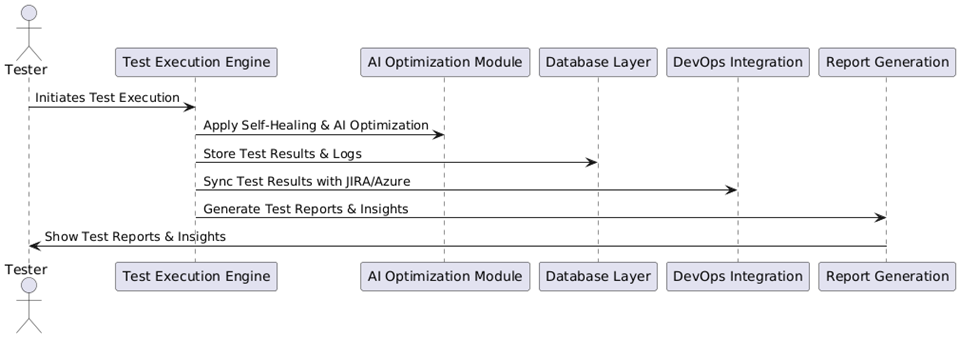 Tester
Test Execution Engine
AI Optimization Module
Database Layer
DevOps Integration
Report Generation
Initiates Test Execution
Apply Self-Healing & AI Optimization
Store Test Results & Logs
Sync Test Results with JIRA/Azure
Generate Test Reports & Insights
Show Test Reports & Insights
Tester
Test Execution Engine
AI Optimization Module
Database Layer
DevOps Integration
Report Generation